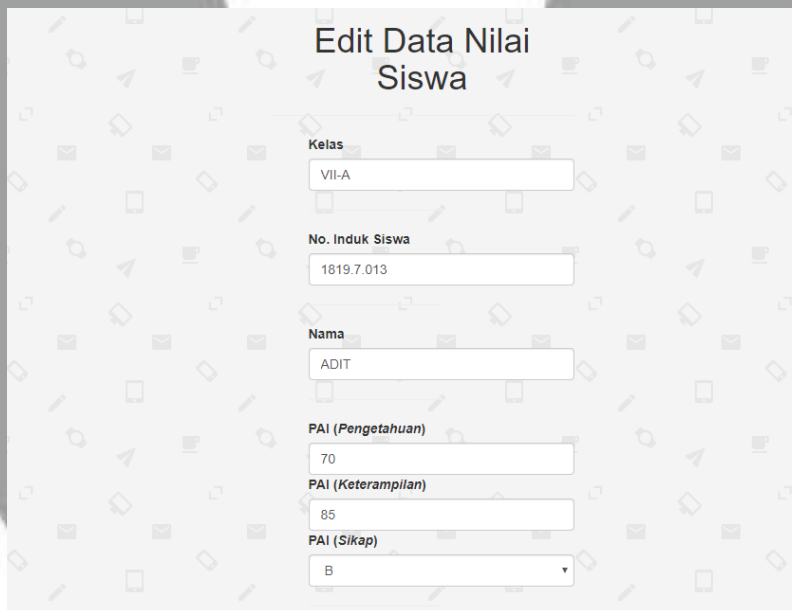 Edit Data Nilai
Siswa
Kelas
VII-A
No. Induk Siswa
1819.7.013
Nama
ADIT
PAI (Pengetahuan)
70
PAI (Keterampilan)
85
PAI (Sikap)
B